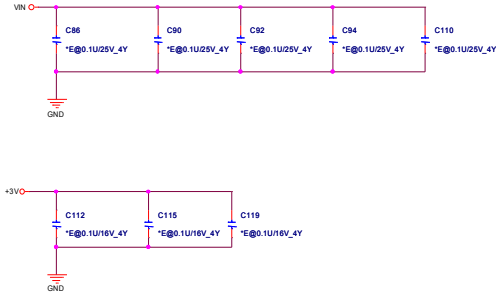 VIN
C86 C90 C92 C94 C110
*E@0.1U/25V_4Y *E@0.1U/25V_4Y *E@0.1U/25V_4Y *E@0.1U/25V_4Y *E@0.1U/25V_4Y
GND
+3V
C112 C115 C119
*E@0.1U/16V_4Y *E@0.1U/16V_4Y *E@0.1U/16V_4Y
GND